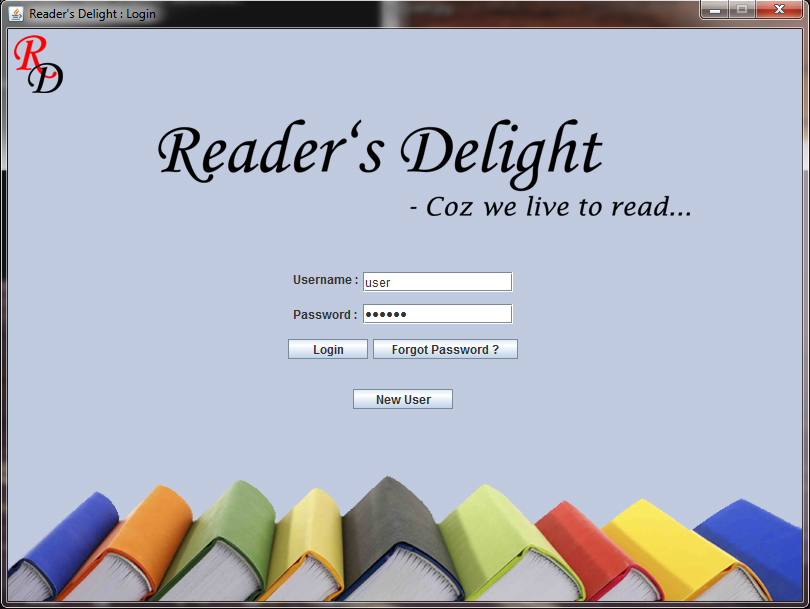 Reader's Delight : Login
RD
Reader's Delight
- Coz we live to read...
Username : user
Password : ••••••
Login Forgot Password ?
New User